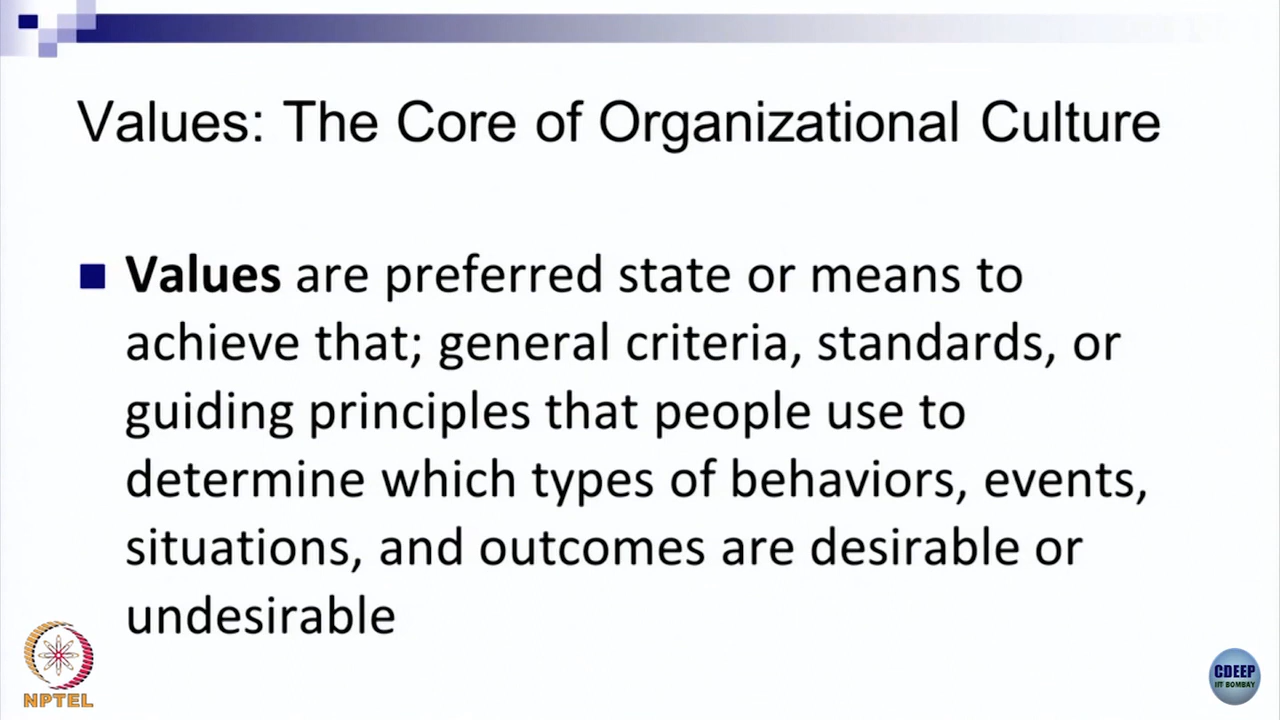 Values: The Core of Organizational Culture
Values are preferred state or means to
achieve that; general criteria, standards, or
guiding principles that people use to
determine which types of behaviors, events,
situations, and outcomes are desirable or
undesirable
NPTEL
CDEEP
IIT BOMBAY